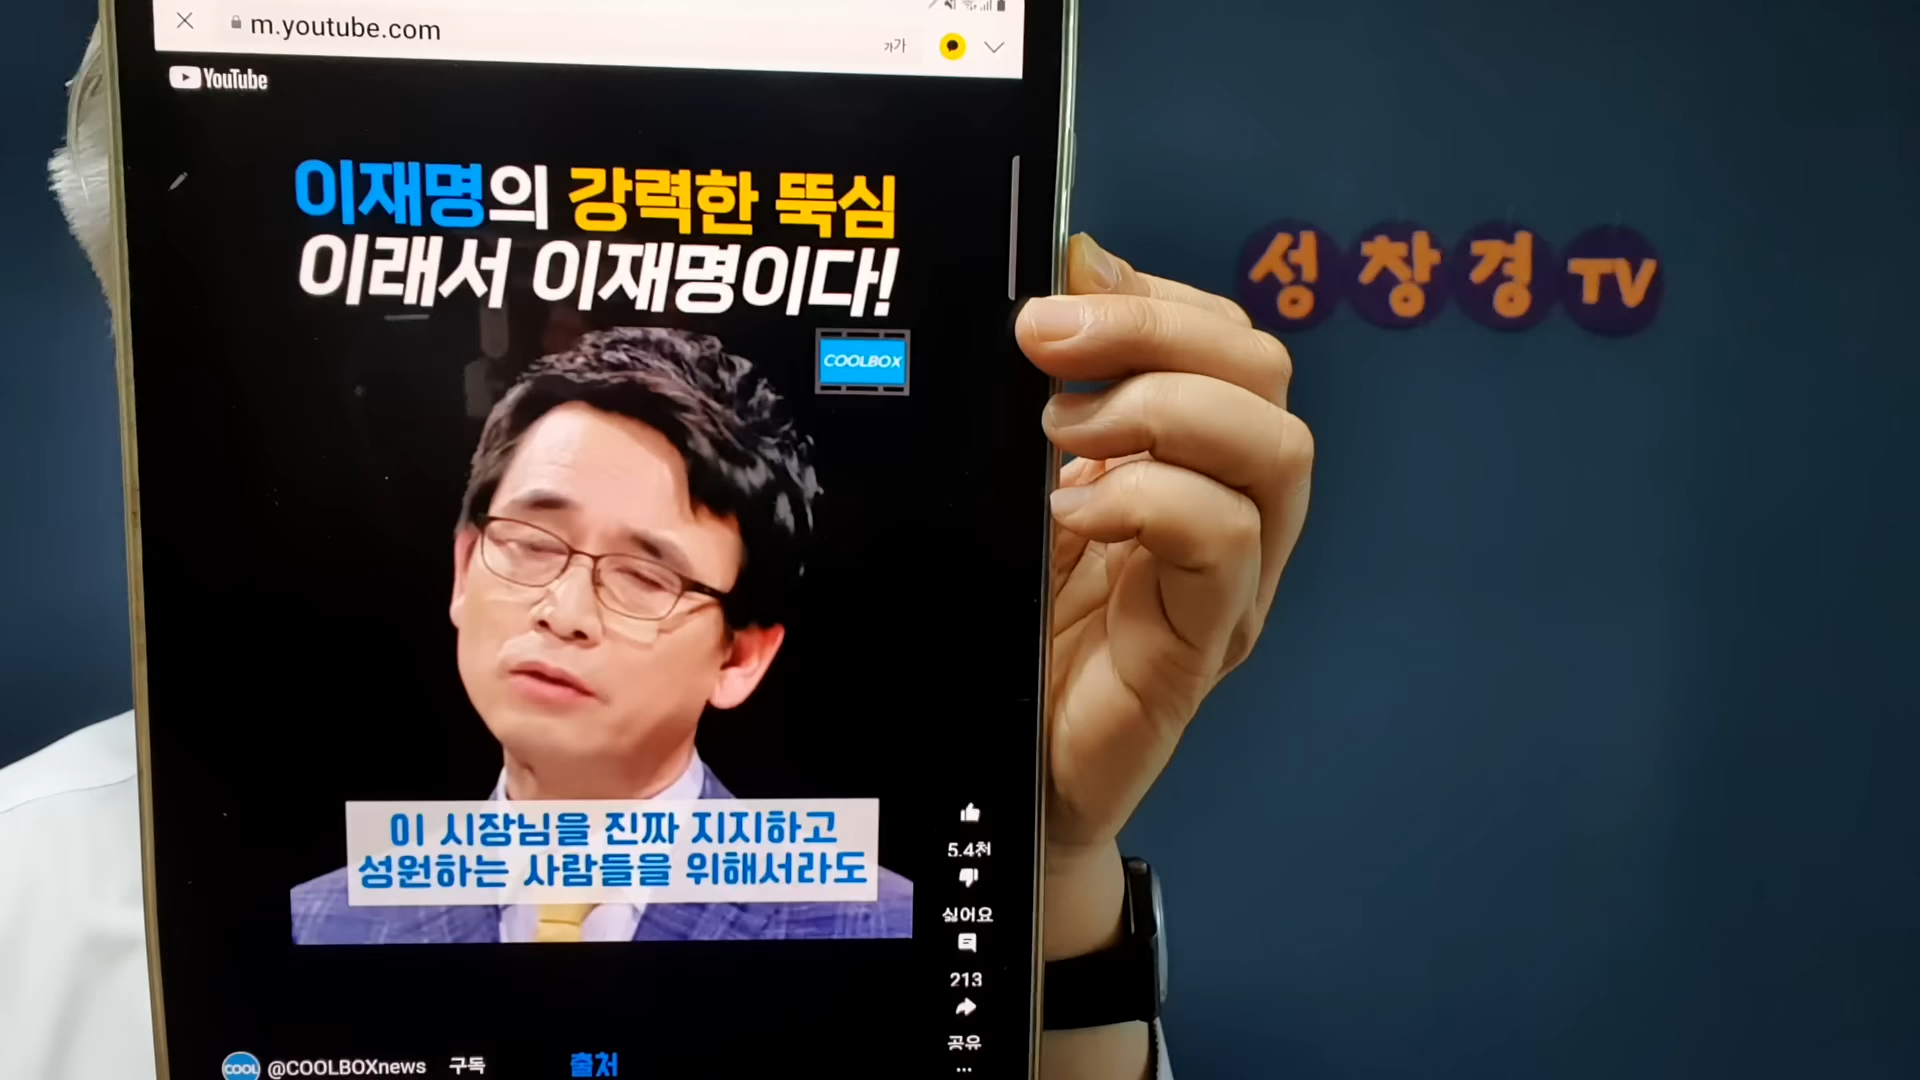 m.youtube.com
가가
YouTube
이재명의 강력한 뚝심
이래서 이재명이다!
COOLBOX
성창경TV
이 시장님을 진짜 지지하고
성원하는 사람들을 위해서라도
5.4천
싫어요
213
공유
COOL @COOLBOXnews 구독 출처